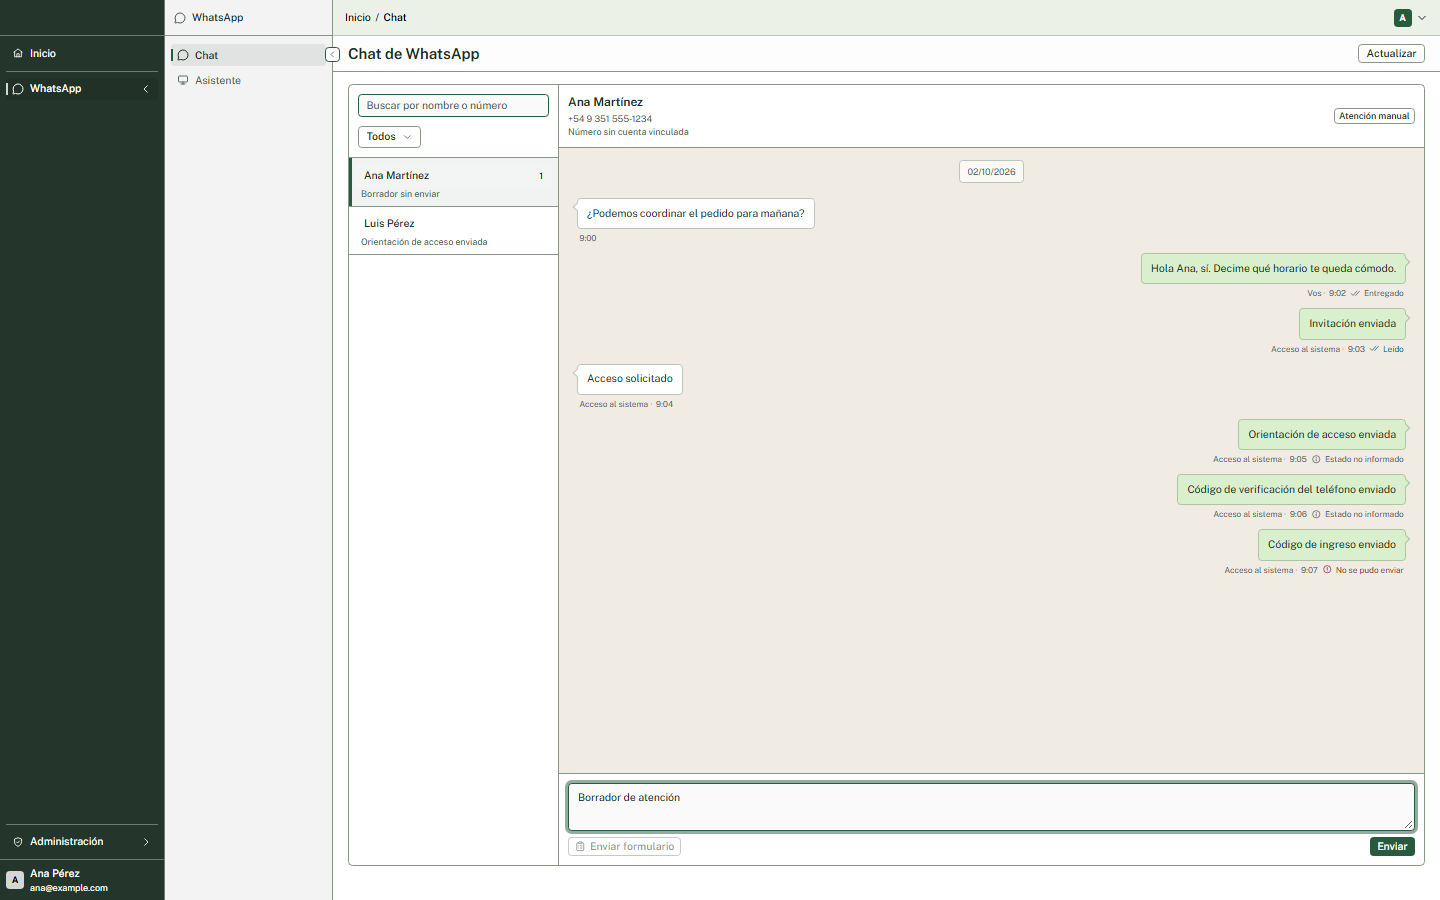 WhatsApp
Inicio / Chat
A
Inicio
WhatsApp
Chat
Asistente
Chat de WhatsApp
Actualizar
Buscar por nombre o número
Todos
Ana Martínez 1
Borrador sin enviar
Luis Pérez
Orientación de acceso enviada
Ana Martínez
+54 9 351 555-1234
Número sin cuenta vinculada
Atención manual
02/10/2026
¿Podemos coordinar el pedido para mañana?
9:00
Hola Ana, sí. Decime qué horario te queda cómodo.
Vos · 9:02 Entregado
Invitación enviada
Acceso al sistema · 9:03 Leído
Acceso solicitado
Acceso al sistema · 9:04
Orientación de acceso enviada
Acceso al sistema · 9:05 Estado no informado
Código de verificación del teléfono enviado
Acceso al sistema · 9:06 Estado no informado
Código de ingreso enviado
Acceso al sistema · 9:07 No se pudo enviar
Borrador de atención
Enviar formulario
Enviar
Administración
A
Ana Pérez
ana@example.com